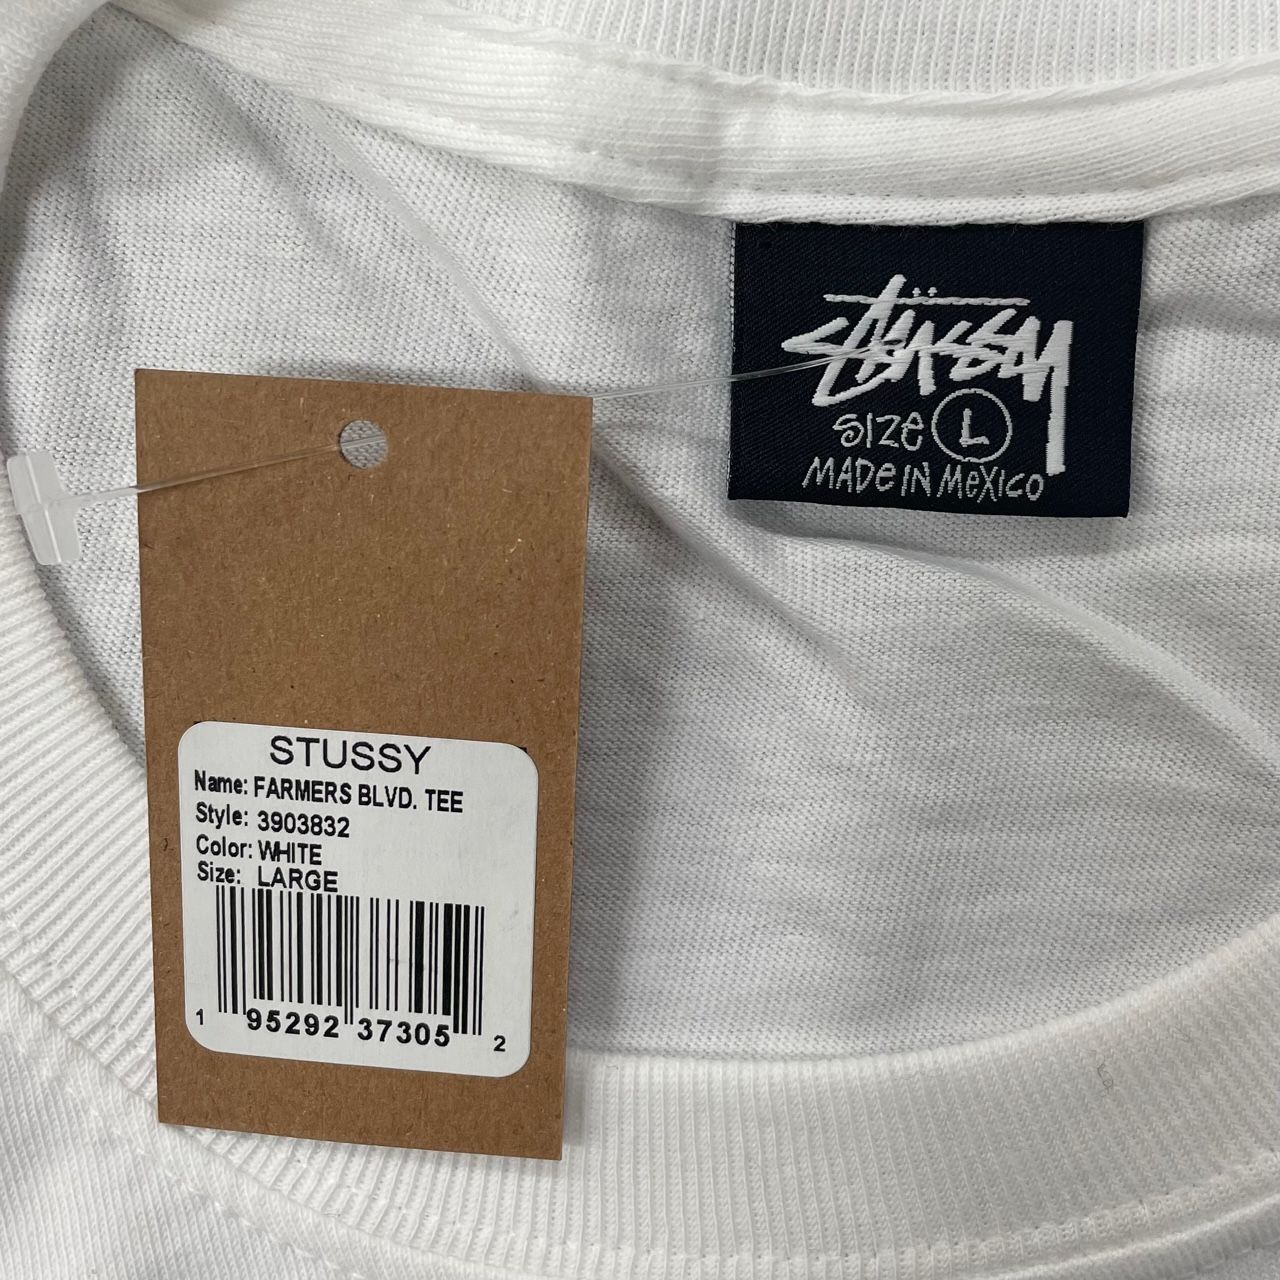 STÜSSY
SIZE L
MADE IN MEXICO
STUSSY
Name: FARMERS BLVD. TEE
Style: 3903832
Color: WHITE
Size: LARGE
1 95292 37305 2